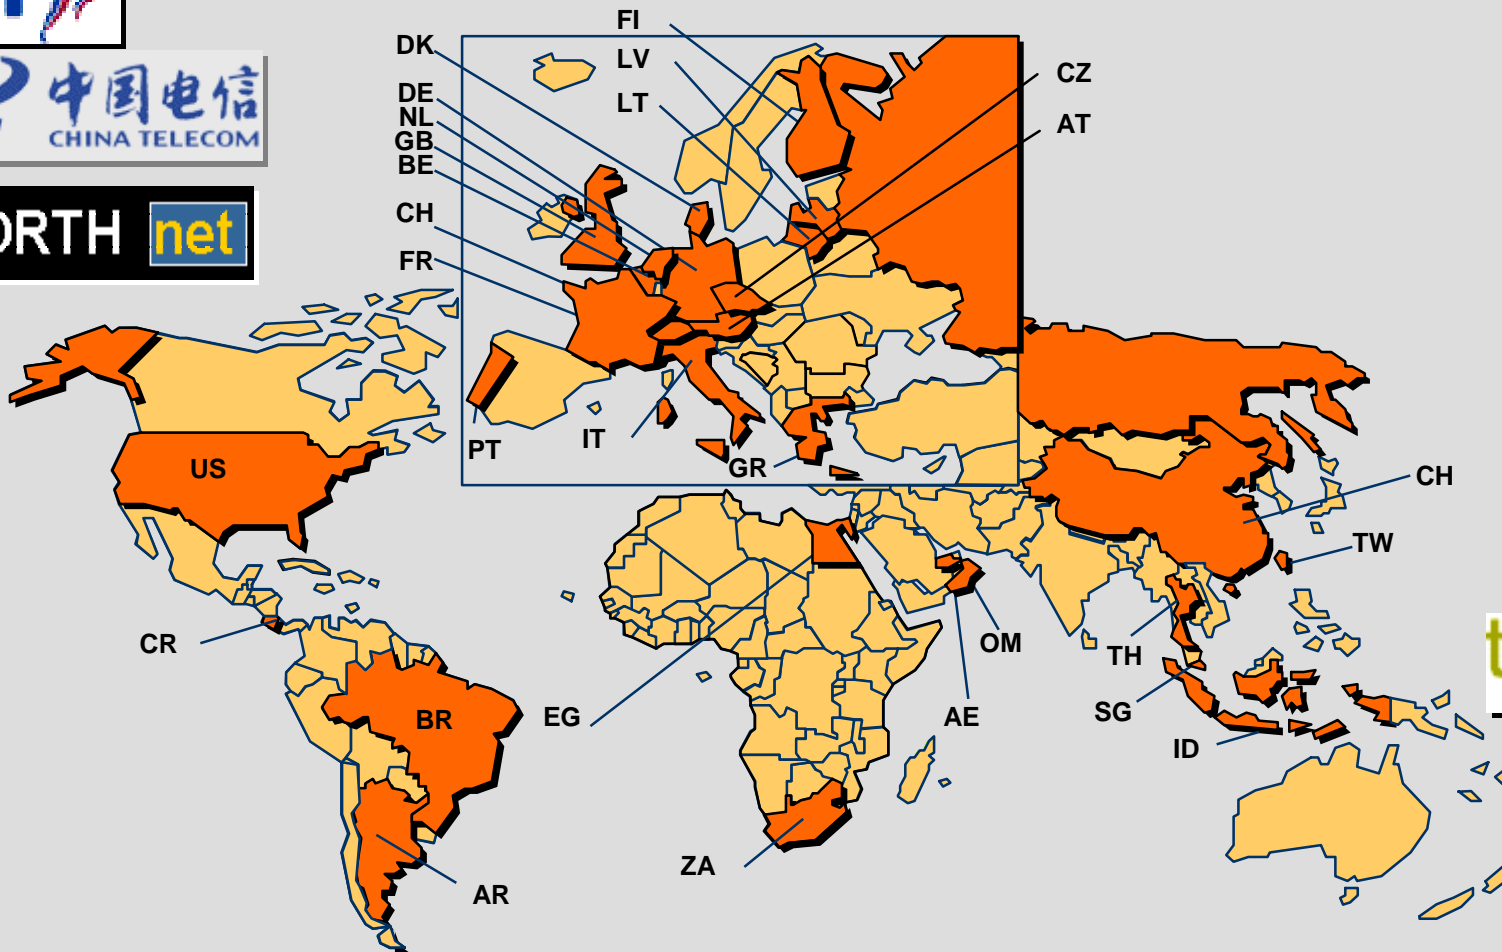 中国电信
CHINA TELECOM
ORTH net
FI
DK
LV
CZ
DE
LT
NL
AT
GB
BE
CH
FR
PT
IT
GR
US
CH
TW
CR
OM
TH
BR
EG
AE
SG
ID
ZA
AR
t